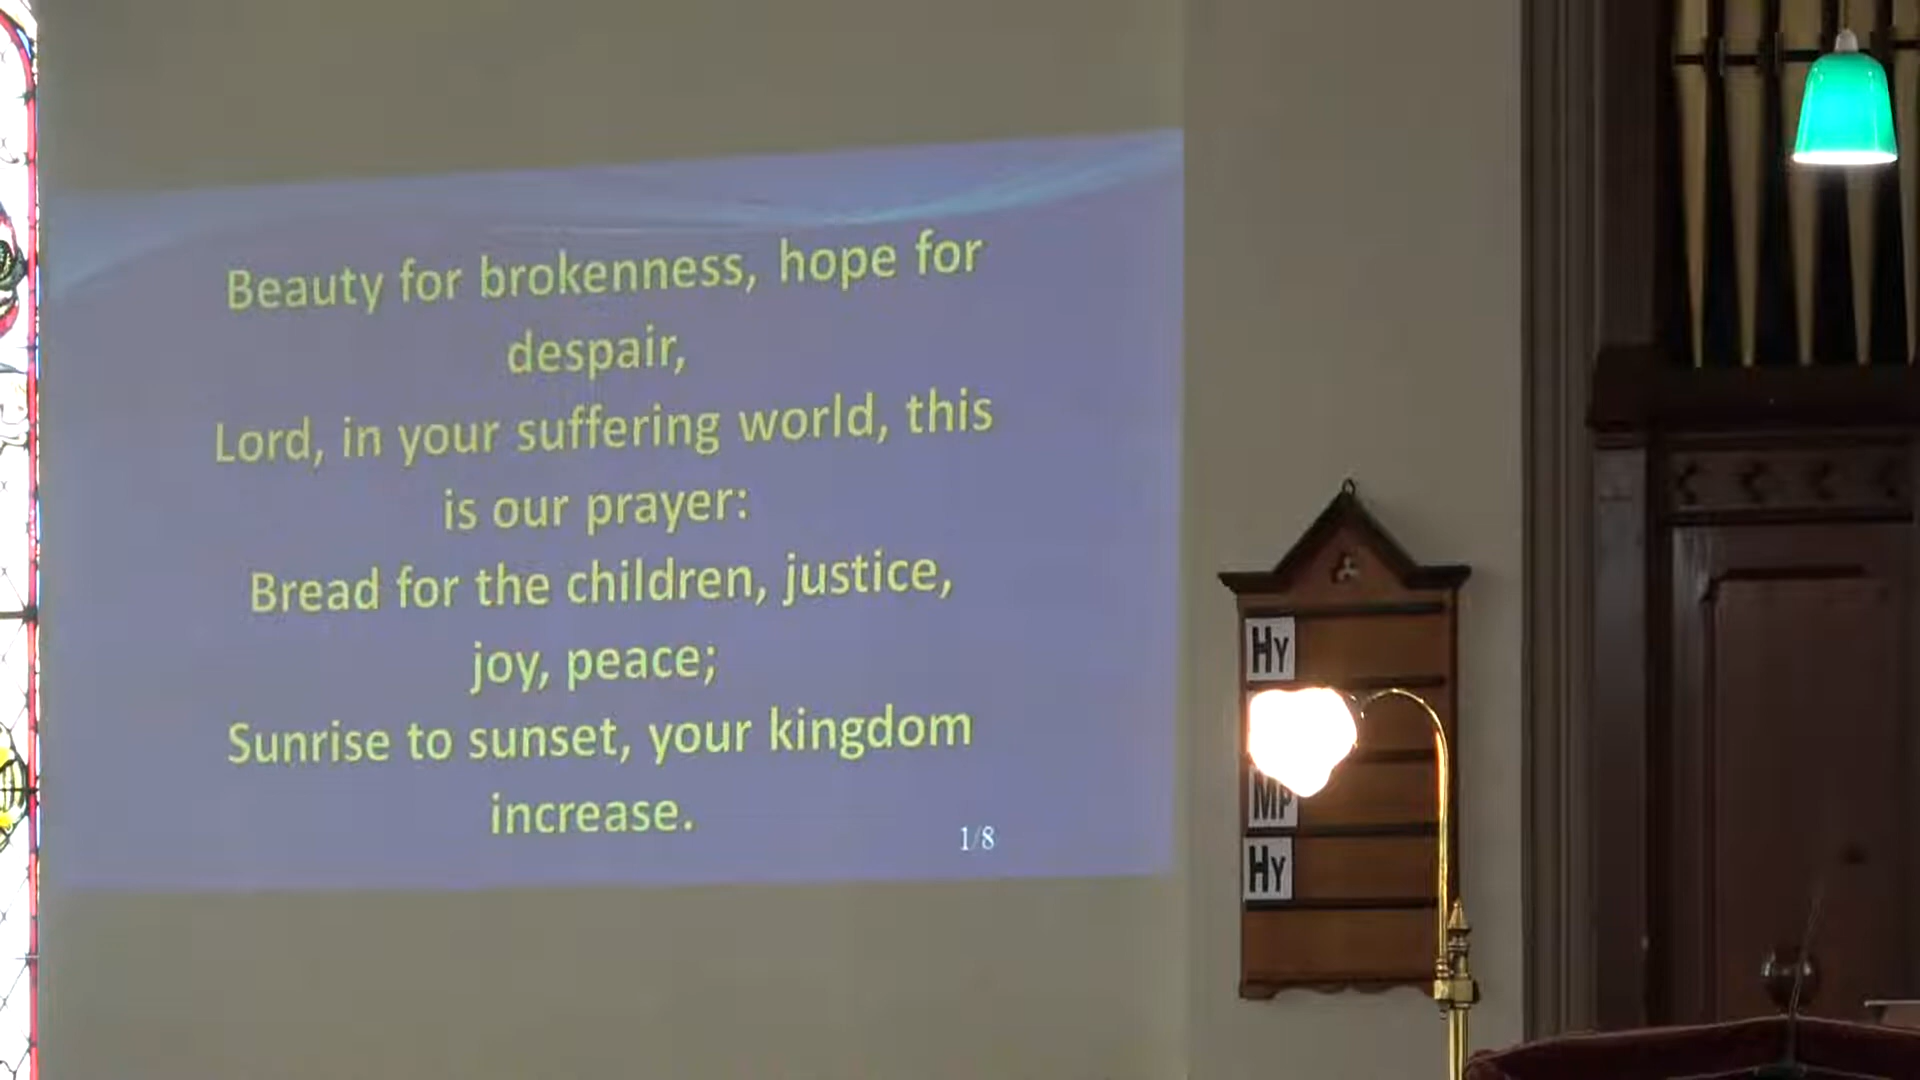 Beauty for brokenness, hope for
despair,
Lord, in your suffering world, this
is our prayer:
Bread for the children, justice,
joy, peace;
Sunrise to sunset, your kingdom
increase.
1/8
Hy
MP
Hy